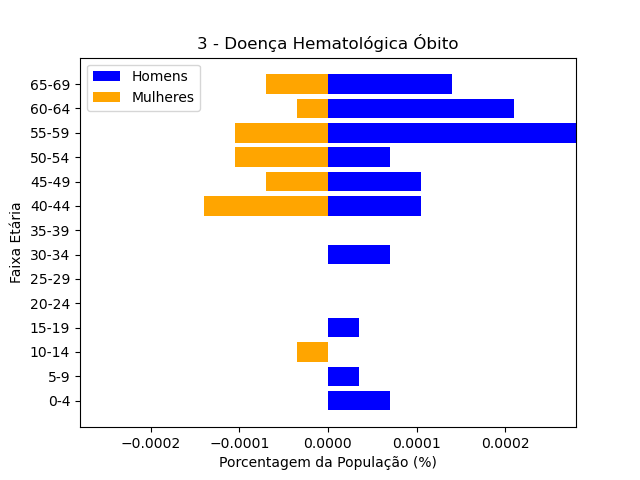 3 - Doença Hematológica Óbito
Homens
Mulheres
Faixa Etária
65-69
60-64
55-59
50-54
45-49
40-44
35-39
30-34
25-29
20-24
15-19
10-14
5-9
0-4
−0.0002 −0.0001 0.0000 0.0001 0.0002
Porcentagem da População (%)